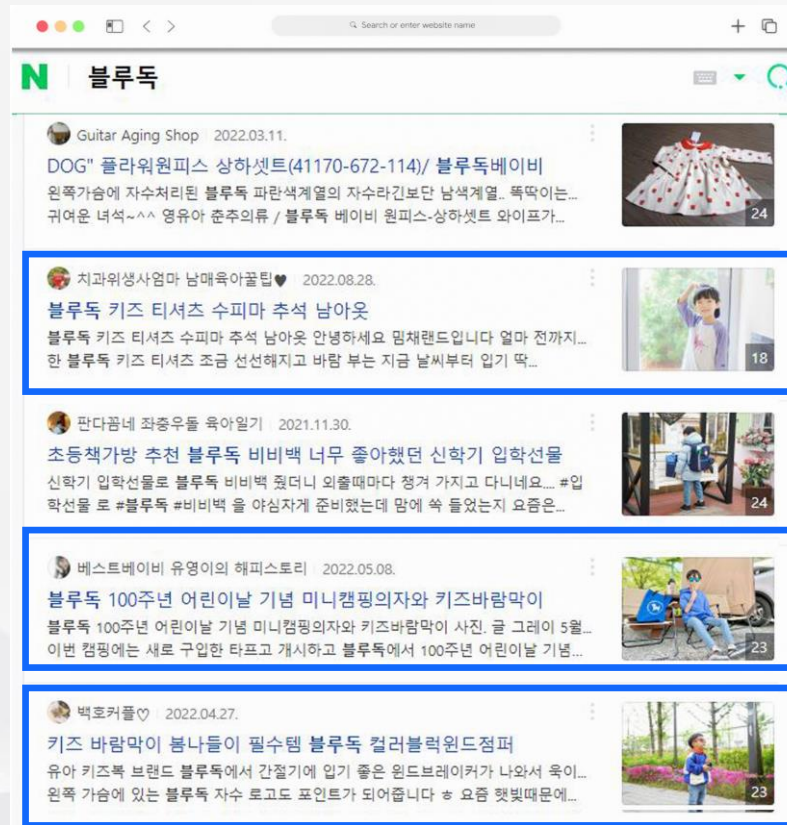 Search or enter website name
N 블루독
Guitar Aging Shop 2022.03.11.
DOG" 플라워원피스 상하셋트(41170-672-114)/ 블루독베이비
왼쪽가슴에 자수처리된 블루독 파란색계열의 자수라긴보단 남색계열.. 똑딱이는...
귀여운 녀석~^^ 영유아 춘추의류 / 블루독 베이비 원피스-상하셋트 와이프가...
24
치과위생사엄마 남매육아꿀팁♥ 2022.08.28.
블루독 키즈 티셔츠 수피마 추석 남아옷
블루독 키즈 티셔츠 수피마 추석 남아옷 안녕하세요 밈채랜드입니다 얼마 전까지...
한 블루독 키즈 티셔츠 조금 선선해지고 바람 부는 지금 날씨부터 입기 딱...
18
판다꼼네 좌충우돌 육아일기 2021.11.30.
초등책가방 추천 블루독 비비백 너무 좋아했던 신학기 입학선물
신학기 입학선물로 블루독 비비백 줬더니 외출때마다 챙겨 가지고 다니네요.... #입
학선물 로 #블루독 #비비백 을 야심차게 준비했는데 맘에 쏙 들었는지 요즘은...
24
베스트베이비 유영이의 해피스토리 2022.05.08.
블루독 100주년 어린이날 기념 미니캠핑의자와 키즈바람막이
블루독 100주년 어린이날 기념 미니캠핑의자와 키즈바람막이 사진. 글 그레이 5월...
이번 캠핑에는 새로 구입한 타프고 개시하고 블루독에서 100주년 어린이날 기념...
23
백호커플♡ 2022.04.27.
키즈 바람막이 봄나들이 필수템 블루독 컬러블럭윈드점퍼
유아 키즈복 브랜드 블루독에서 간절기에 입기 좋은 윈드브레이커가 나와서 욱이...
왼쪽 가슴에 있는 블루독 자수 로고도 포인트가 되어줍니다 ㅎ 요즘 햇빛때문에...
23